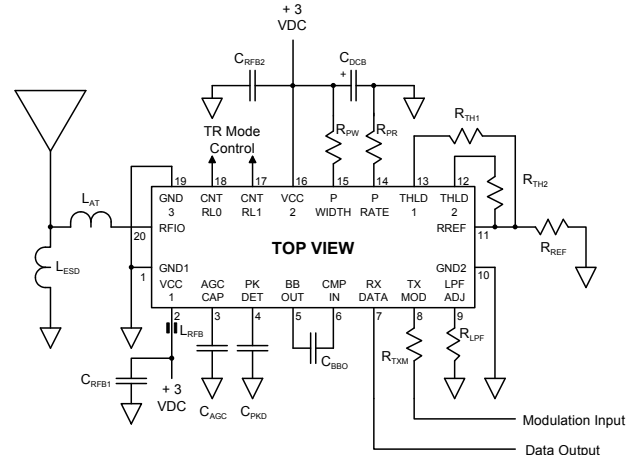 + 3
VDC
CRFB2
CDCB
+
TR Mode
Control
RPW
RPR
RTH1
RTH2
19
18
17
16
15
14
13
12
GND
3
CNT
RL0
CNT
RL1
VCC
2
P
WIDTH
P
RATE
THLD
1
THLD
2
LAT
20
RFIO
RREF
11
RREF
TOP VIEW
LESD
1
GND1
GND2
10
VCC
1
AGC
CAP
PK
DET
BB
OUT
CMP
IN
RX
DATA
TX
MOD
LPF
ADJ
2
3
4
5
6
7
8
9
LRFB
CBBO
RTXM
RLPF
CRFB1
+ 3
VDC
CAGC
CPKD
Modulation Input
Data Output